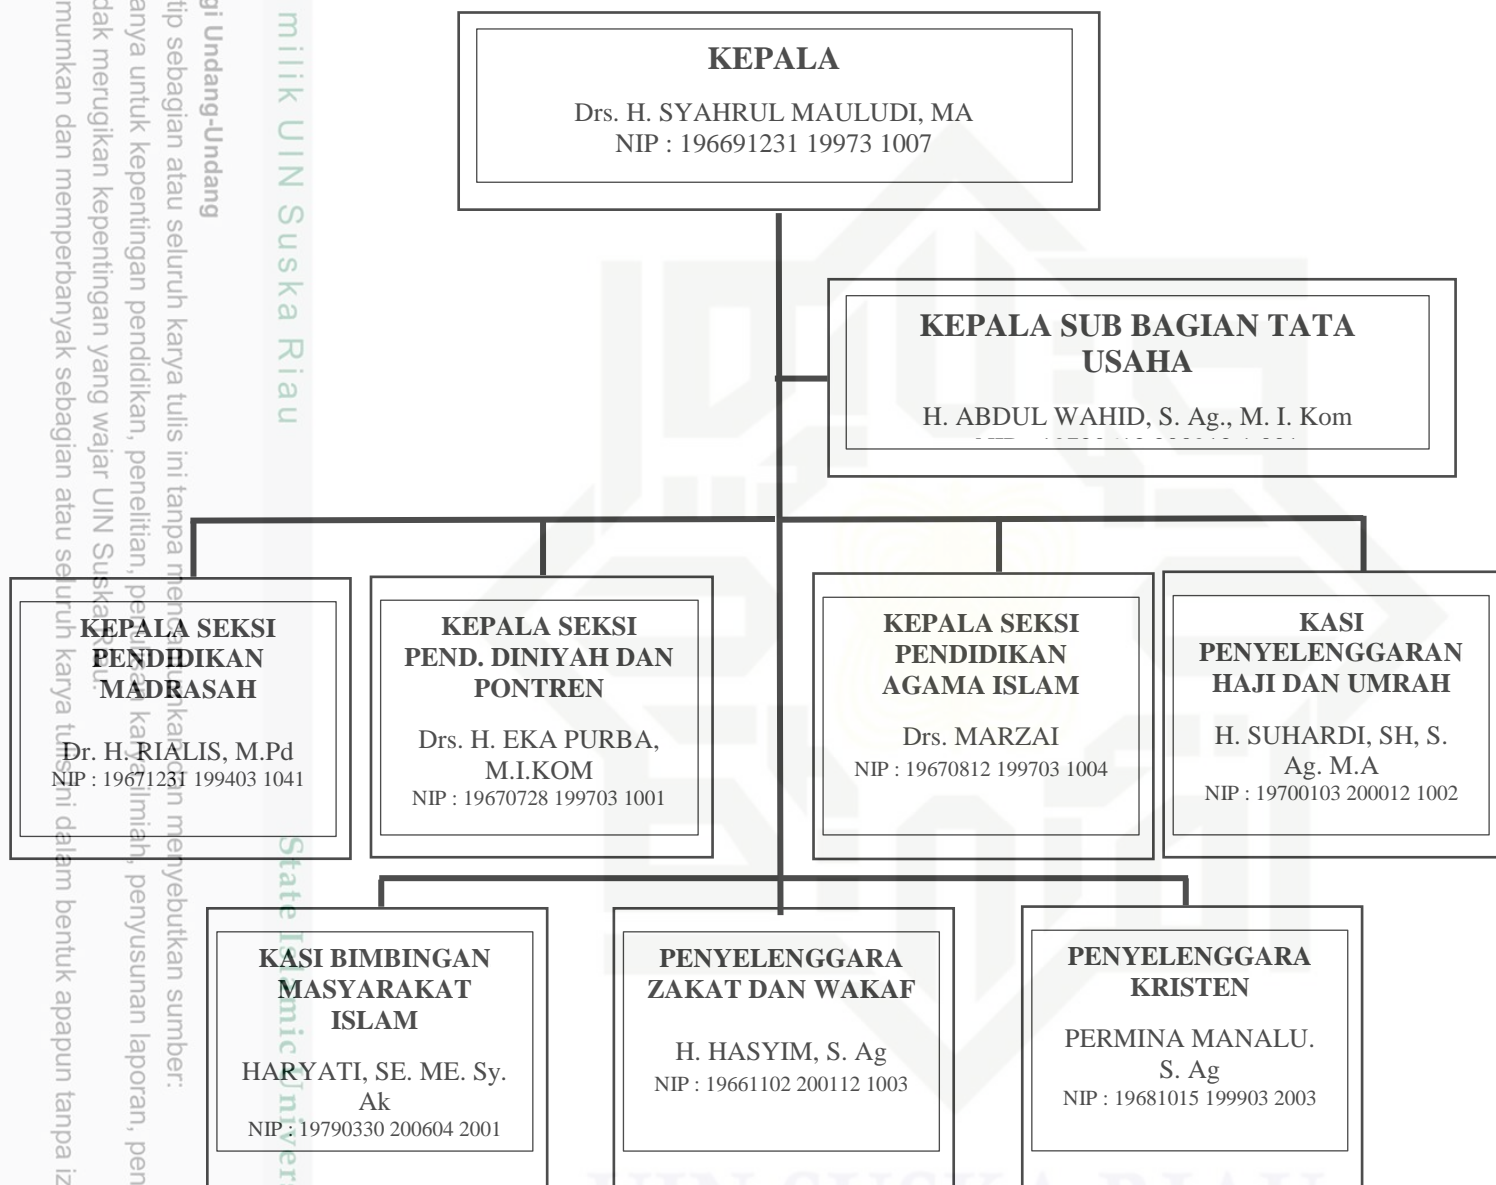 KEPALA
Drs. H. SYAHRUL MAULUDI, MA
NIP : 196691231 19973 1007
KEPALA SUB BAGIAN TATA
USAHA
H. ABDUL WAHID, S. Ag., M. I. Kom
KEPALA SEKSI
PENDIDIKAN
MADRASAH
Dr. H. RIALIS, M.Pd
NIP : 19671231 199403 1041
KEPALA SEKSI
PEND. DINIYAH DAN
PONTREN
Drs. H. EKA PURBA,
M.I.KOM
NIP : 19670728 199703 1001
KEPALA SEKSI
PENDIDIKAN
AGAMA ISLAM
Drs. MARZAI
NIP : 19670812 199703 1004
KASI
PENYELENGGARAN
HAJI DAN UMRAH
H. SUHARDI, SH, S.
Ag. M.A
NIP : 19700103 200012 1002
KASI BIMBINGAN
MASYARAKAT
ISLAM
HARYATI, SE. ME. Sy.
Ak
NIP : 19790330 200604 2001
PENYELENGGARA
ZAKAT DAN WAKAF
H. HASYIM, S. Ag
NIP : 19661102 200112 1003
PENYELENGGARA
KRISTEN
PERMINA MANALU.
S. Ag
NIP : 19681015 199903 2003
milik UIN Suska Riau
State Islamic Univers
gi Undang-Undang
tip sebagian atau seluruh karya tulis ini tanpa mencantumkan dan menyebutkan sumber:
anya untuk kepentingan pendidikan, penelitian, penulisan karya ilmiah, penyusunan laporan, pen
dak merugikan kepentingan yang wajar UIN Suska Riau.
mumkan dan memperbanyak sebagian atau seluruh karya tulis ini dalam bentuk apapun tanpa iz
UIN SUSKA RIAU